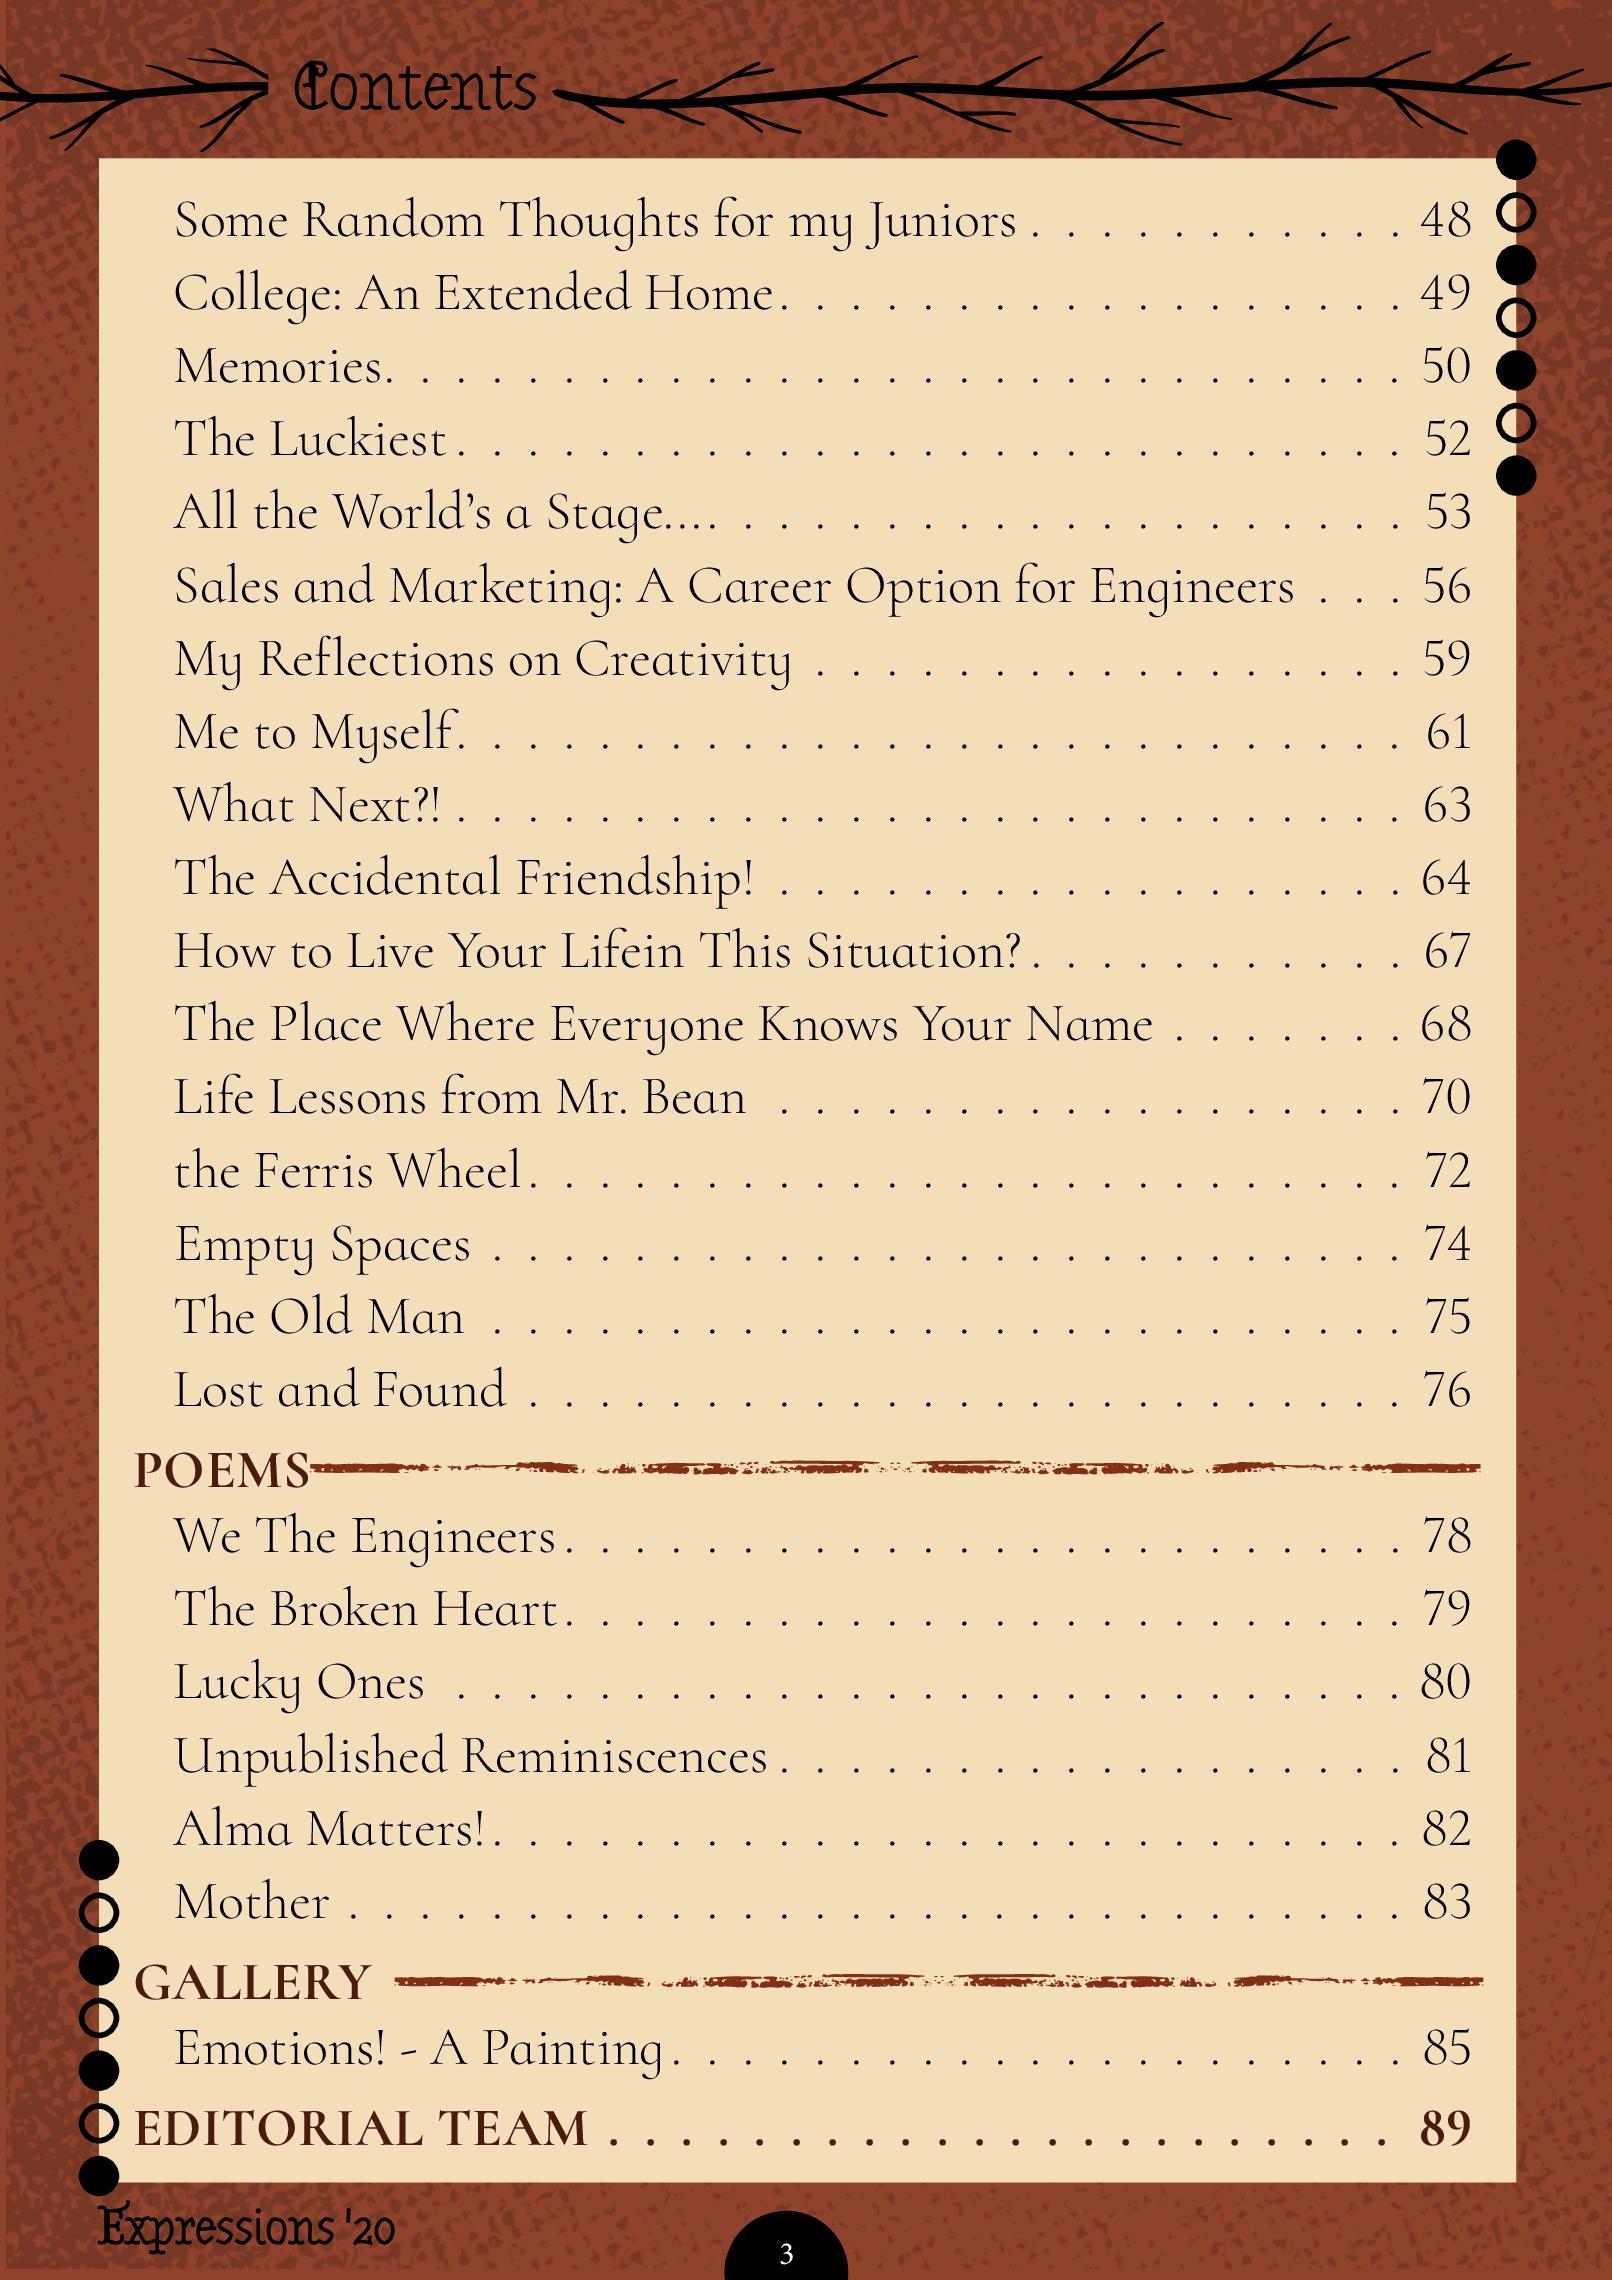 Contents
Some Random Thoughts for my Juniors . . . . . . . . . . . 48
College: An Extended Home. . . . . . . . . . . . . . . . . . 49
Memories. . . . . . . . . . . . . . . . . . . . . . . . . . . . . 50
The Luckiest . . . . . . . . . . . . . . . . . . . . . . . . . . . 52
All the World’s a Stage.... . . . . . . . . . . . . . . . . . . . 53
Sales and Marketing: A Career Option for Engineers . . . 56
My Reflections on Creativity . . . . . . . . . . . . . . . . . 59
Me to Myself. . . . . . . . . . . . . . . . . . . . . . . . . . . 61
What Next?! . . . . . . . . . . . . . . . . . . . . . . . . . . . 63
The Accidental Friendship! . . . . . . . . . . . . . . . . . . 64
How to Live Your Lifein This Situation? . . . . . . . . . . . 67
The Place Where Everyone Knows Your Name . . . . . . . 68
Life Lessons from Mr. Bean . . . . . . . . . . . . . . . . . . 70
the Ferris Wheel . . . . . . . . . . . . . . . . . . . . . . . . . 72
Empty Spaces . . . . . . . . . . . . . . . . . . . . . . . . . . 74
The Old Man . . . . . . . . . . . . . . . . . . . . . . . . . . 75
Lost and Found . . . . . . . . . . . . . . . . . . . . . . . . . 76
POEMS
We The Engineers . . . . . . . . . . . . . . . . . . . . . . . . 78
The Broken Heart . . . . . . . . . . . . . . . . . . . . . . . . 79
Lucky Ones . . . . . . . . . . . . . . . . . . . . . . . . . . . 80
Unpublished Reminiscences . . . . . . . . . . . . . . . . . . 81
Alma Matters! . . . . . . . . . . . . . . . . . . . . . . . . . . 82
Mother . . . . . . . . . . . . . . . . . . . . . . . . . . . . . . 83
GALLERY
Emotions! - A Painting . . . . . . . . . . . . . . . . . . . . . 85
EDITORIAL TEAM . . . . . . . . . . . . . . . . . . . . . . 89
Expressions '20
3